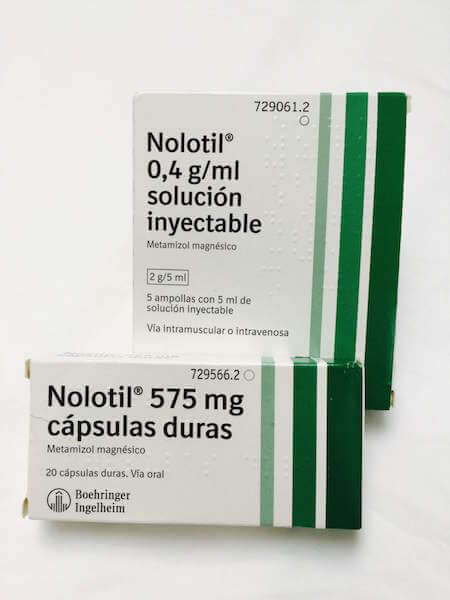 729061.2
Nolotil®
0,4 g/ml
solución
inyectable
Metamizol magnésico
2 g/5 ml
5 ampollas con 5 ml de
solución inyectable
Vía intramuscular o intravenosa
729566.2
Nolotil® 575 mg
cápsulas duras
Metamizol magnésico
20 cápsulas duras. Vía oral
Boehringer
Ingelheim